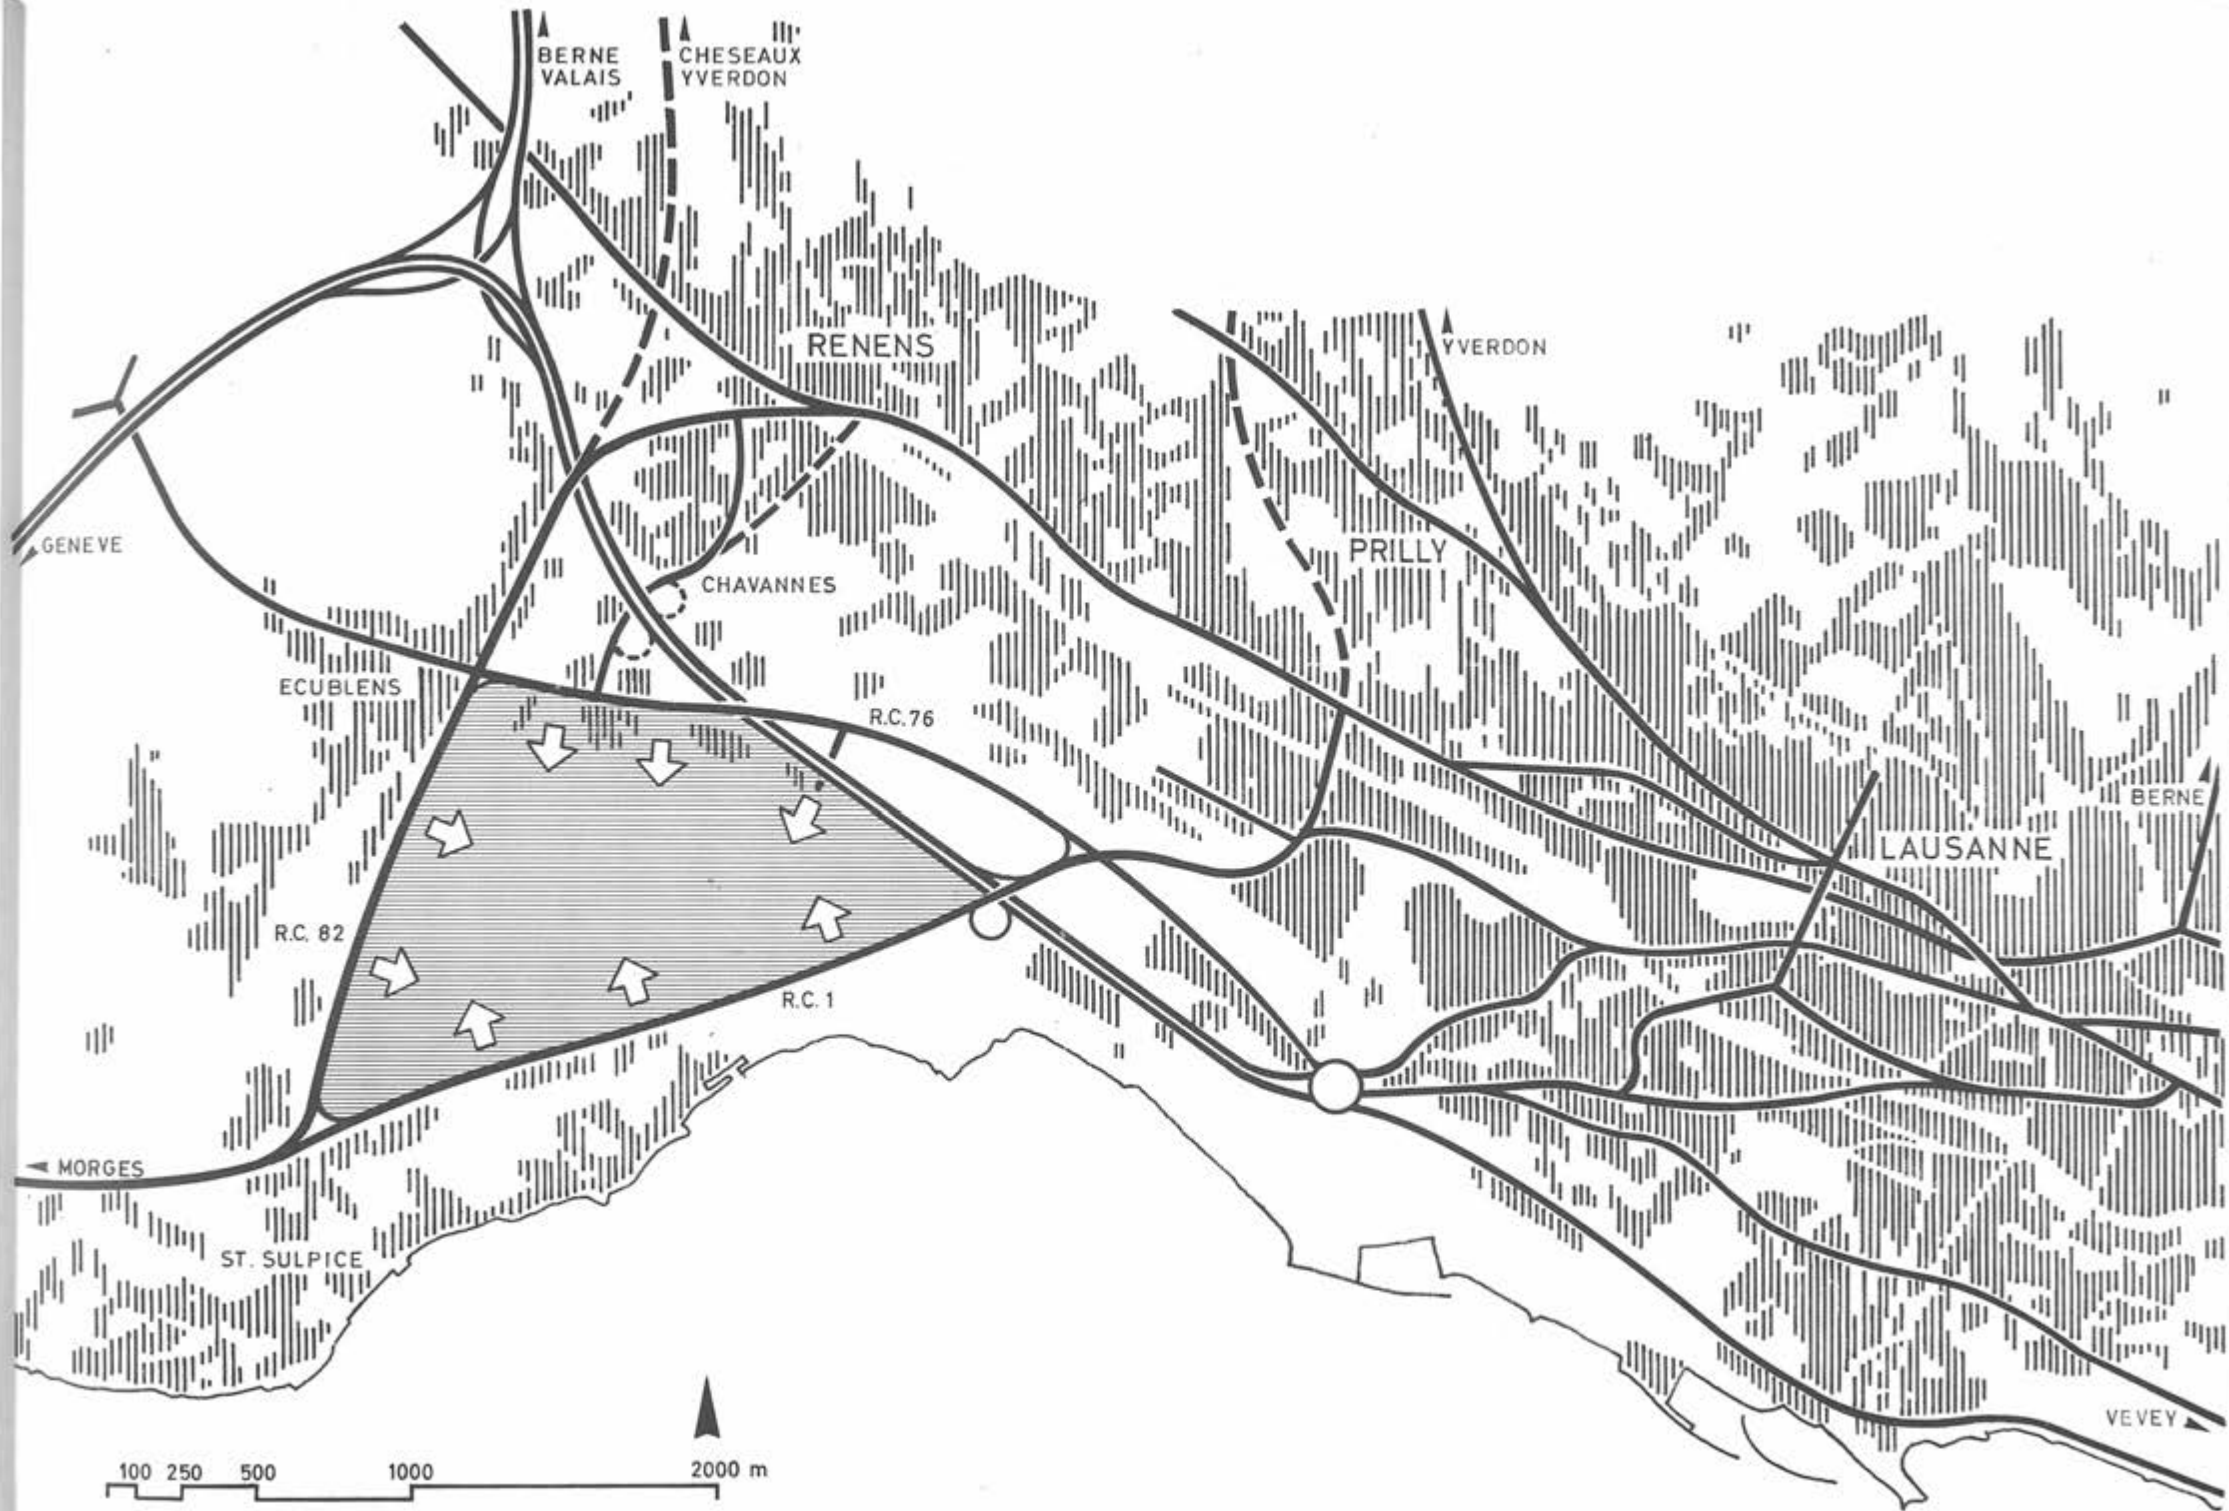 BERNE
VALAIS
CHESEAUX
YVERDON
RENENS
YVERDON
GENEVE
PRILLY
CHAVANNES
ECUBLENS
R.C. 76
BERNE
LAUSANNE
R.C. 82
R.C. 1
MORGES
ST. SULPICE
VEVEY
100 250 500 1000 2000 m